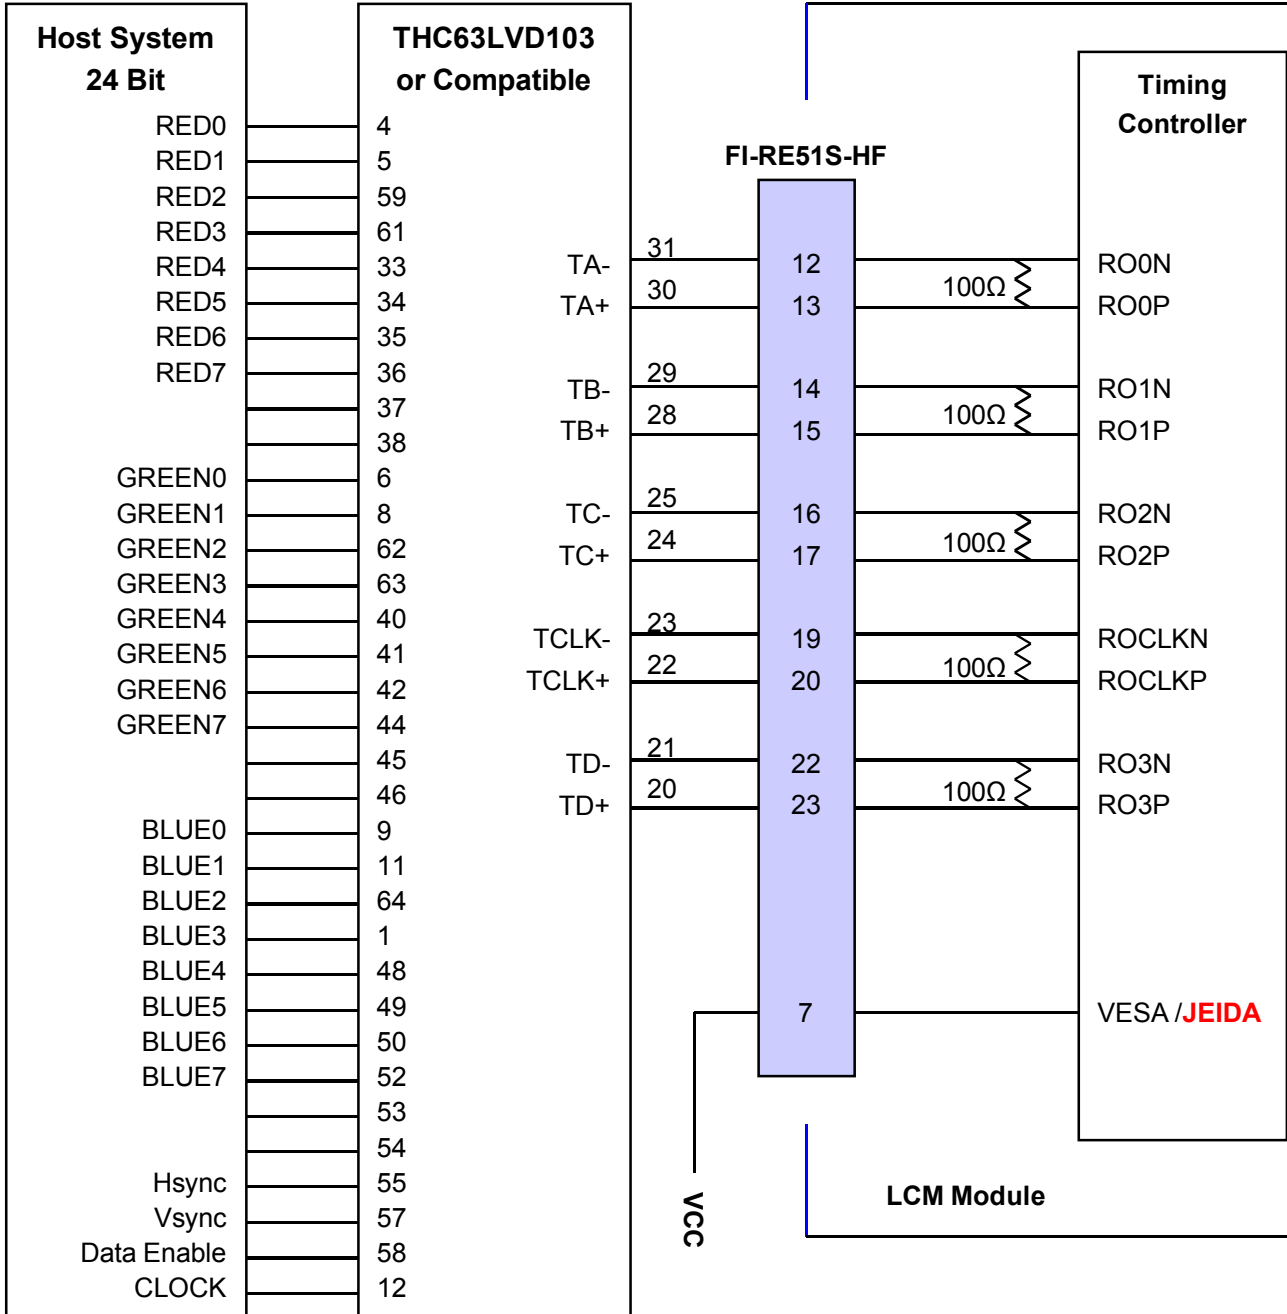 Host System
24 Bit
RED0
RED1
RED2
RED3
RED4
RED5
RED6
RED7
GREEN0
GREEN1
GREEN2
GREEN3
GREEN4
GREEN5
GREEN6
GREEN7
BLUE0
BLUE1
BLUE2
BLUE3
BLUE4
BLUE5
BLUE6
BLUE7
Hsync
Vsync
Data Enable
CLOCK
THC63LVD103
or Compatible
4
5
59
61
33
34
35
36
37
38
6
8
62
63
40
41
42
44
45
46
9
11
64
1
48
49
50
52
53
54
55
57
58
12
TA-
TA+
TB-
TB+
TC-
TC+
TCLK-
TCLK+
TD-
TD+
31
30
29
28
25
24
23
22
21
20
FI-RE51S-HF
12
13
14
15
16
17
19
20
22
23
7
VCC
100Ω
100Ω
100Ω
100Ω
100Ω
Timing
Controller
RO0N
RO0P
RO1N
RO1P
RO2N
RO2P
ROCLKN
ROCLKP
RO3N
RO3P
VESA /JEIDA
LCM Module